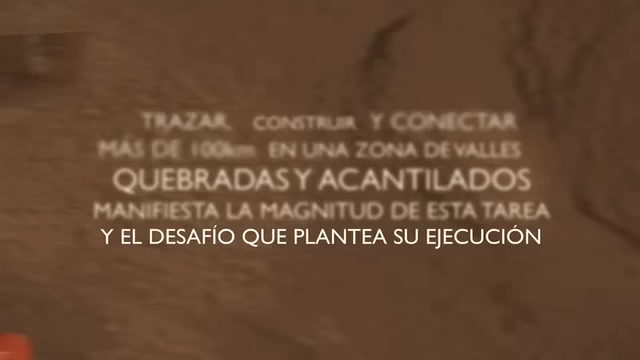 TRAZAR CONSTRUIR Y CONECTAR
MÁS DE 100km EN UNA ZONA DE VALLES
QUEBRADAS Y ACANTILADOS
MANIFIESTA LA MAGNITUD DE ESTA TAREA
Y EL DESAFÍO QUE PLANTEA SU EJECUCIÓN